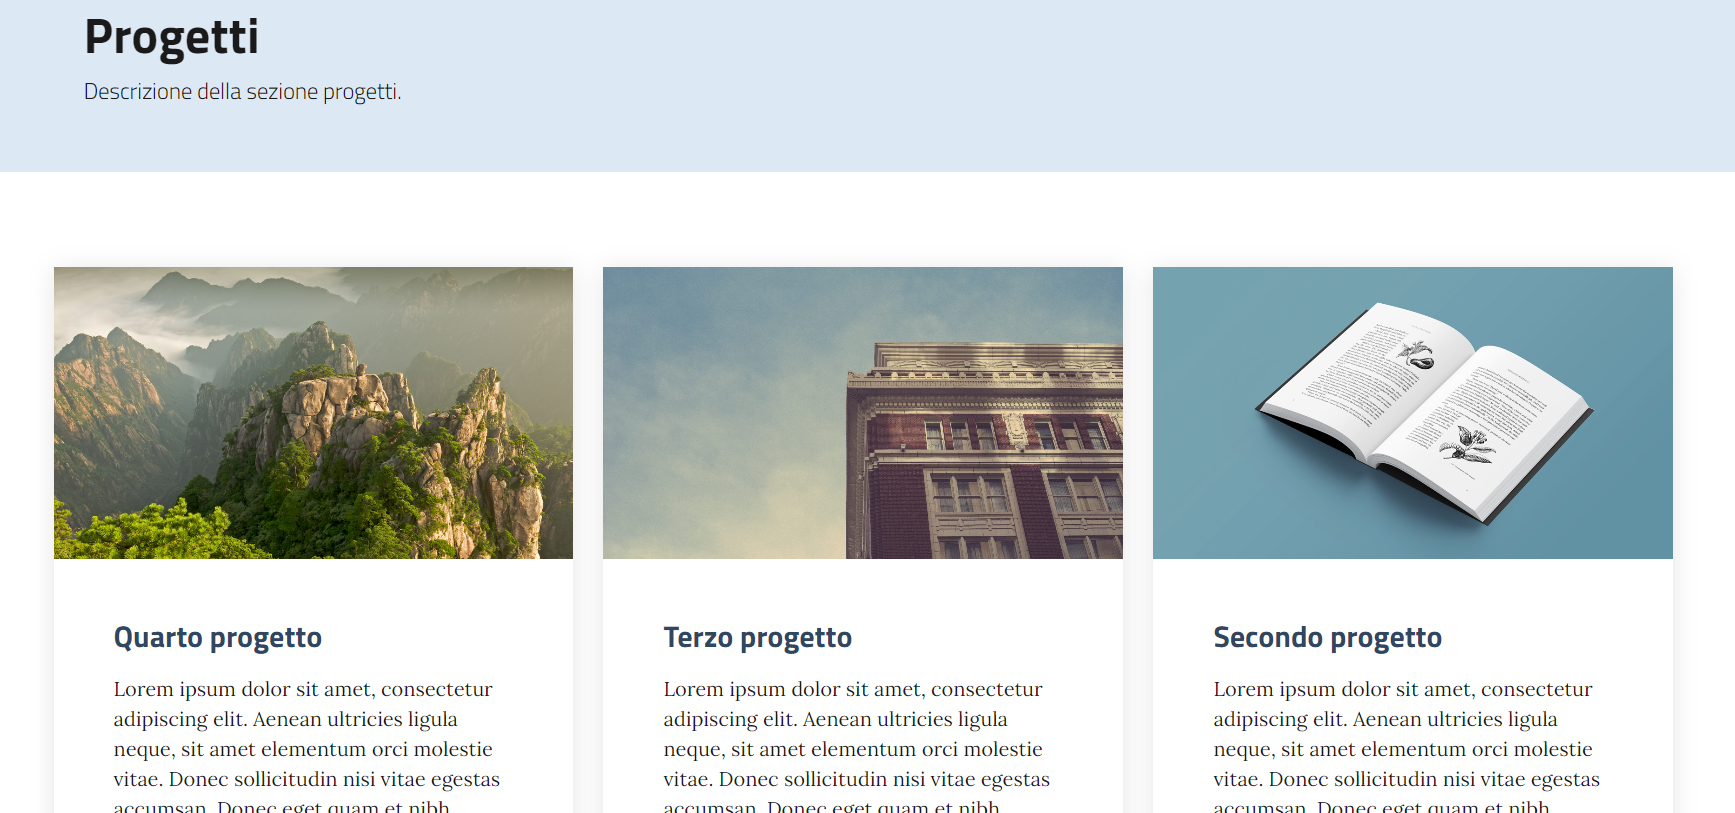 Progetti
Descrizione della sezione progetti.
Quarto progetto
Lorem ipsum dolor sit amet, consectetur
adipiscing elit. Aenean ultricies ligula
neque, sit amet elementum orci molestie
vitae. Donec sollicitudin nisi vitae egestas
accumsan. Donec eget quam et nibh
Terzo progetto
Lorem ipsum dolor sit amet, consectetur
adipiscing elit. Aenean ultricies ligula
neque, sit amet elementum orci molestie
vitae. Donec sollicitudin nisi vitae egestas
accumsan. Donec eget quam et nibh
Secondo progetto
Lorem ipsum dolor sit amet, consectetur
adipiscing elit. Aenean ultricies ligula
neque, sit amet elementum orci molestie
vitae. Donec sollicitudin nisi vitae egestas
accumsan. Donec eget quam et nibh